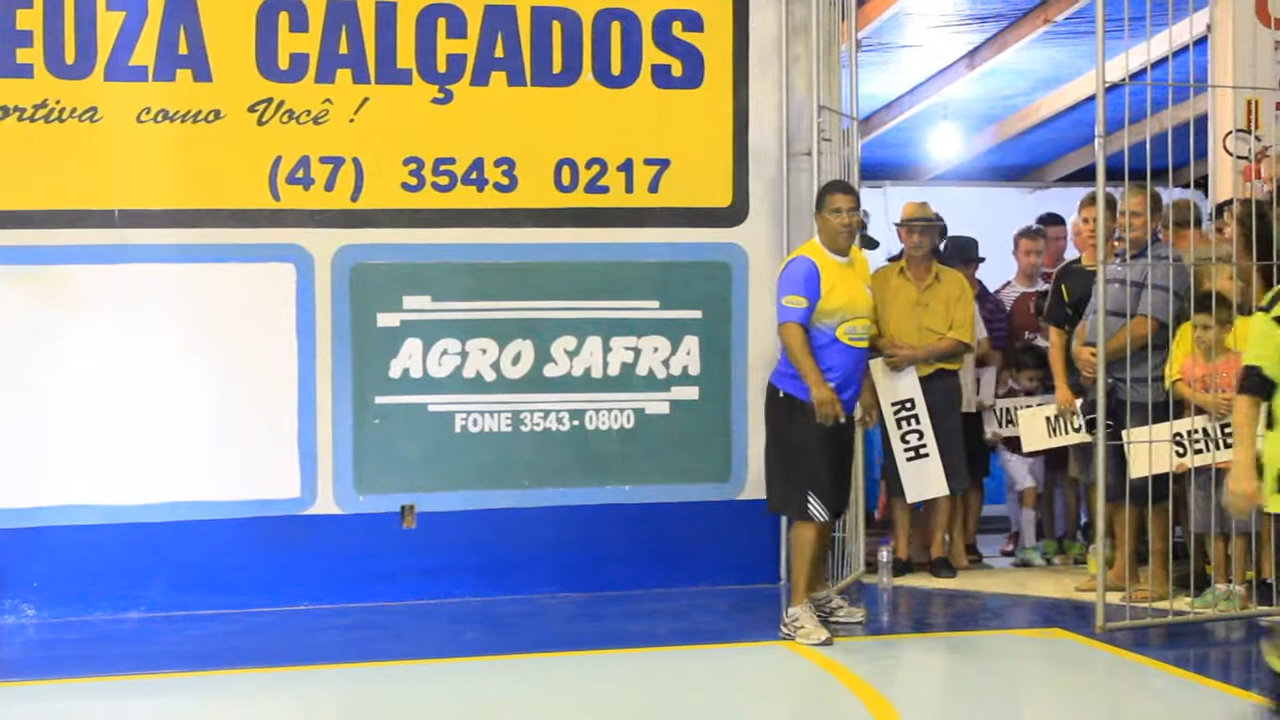 EUZA CALÇADOS
ortiva como Você !
(47) 3543 0217
AGRO SAFRA
FONE 3543-0800
RECH
VAN
MIC
SENE